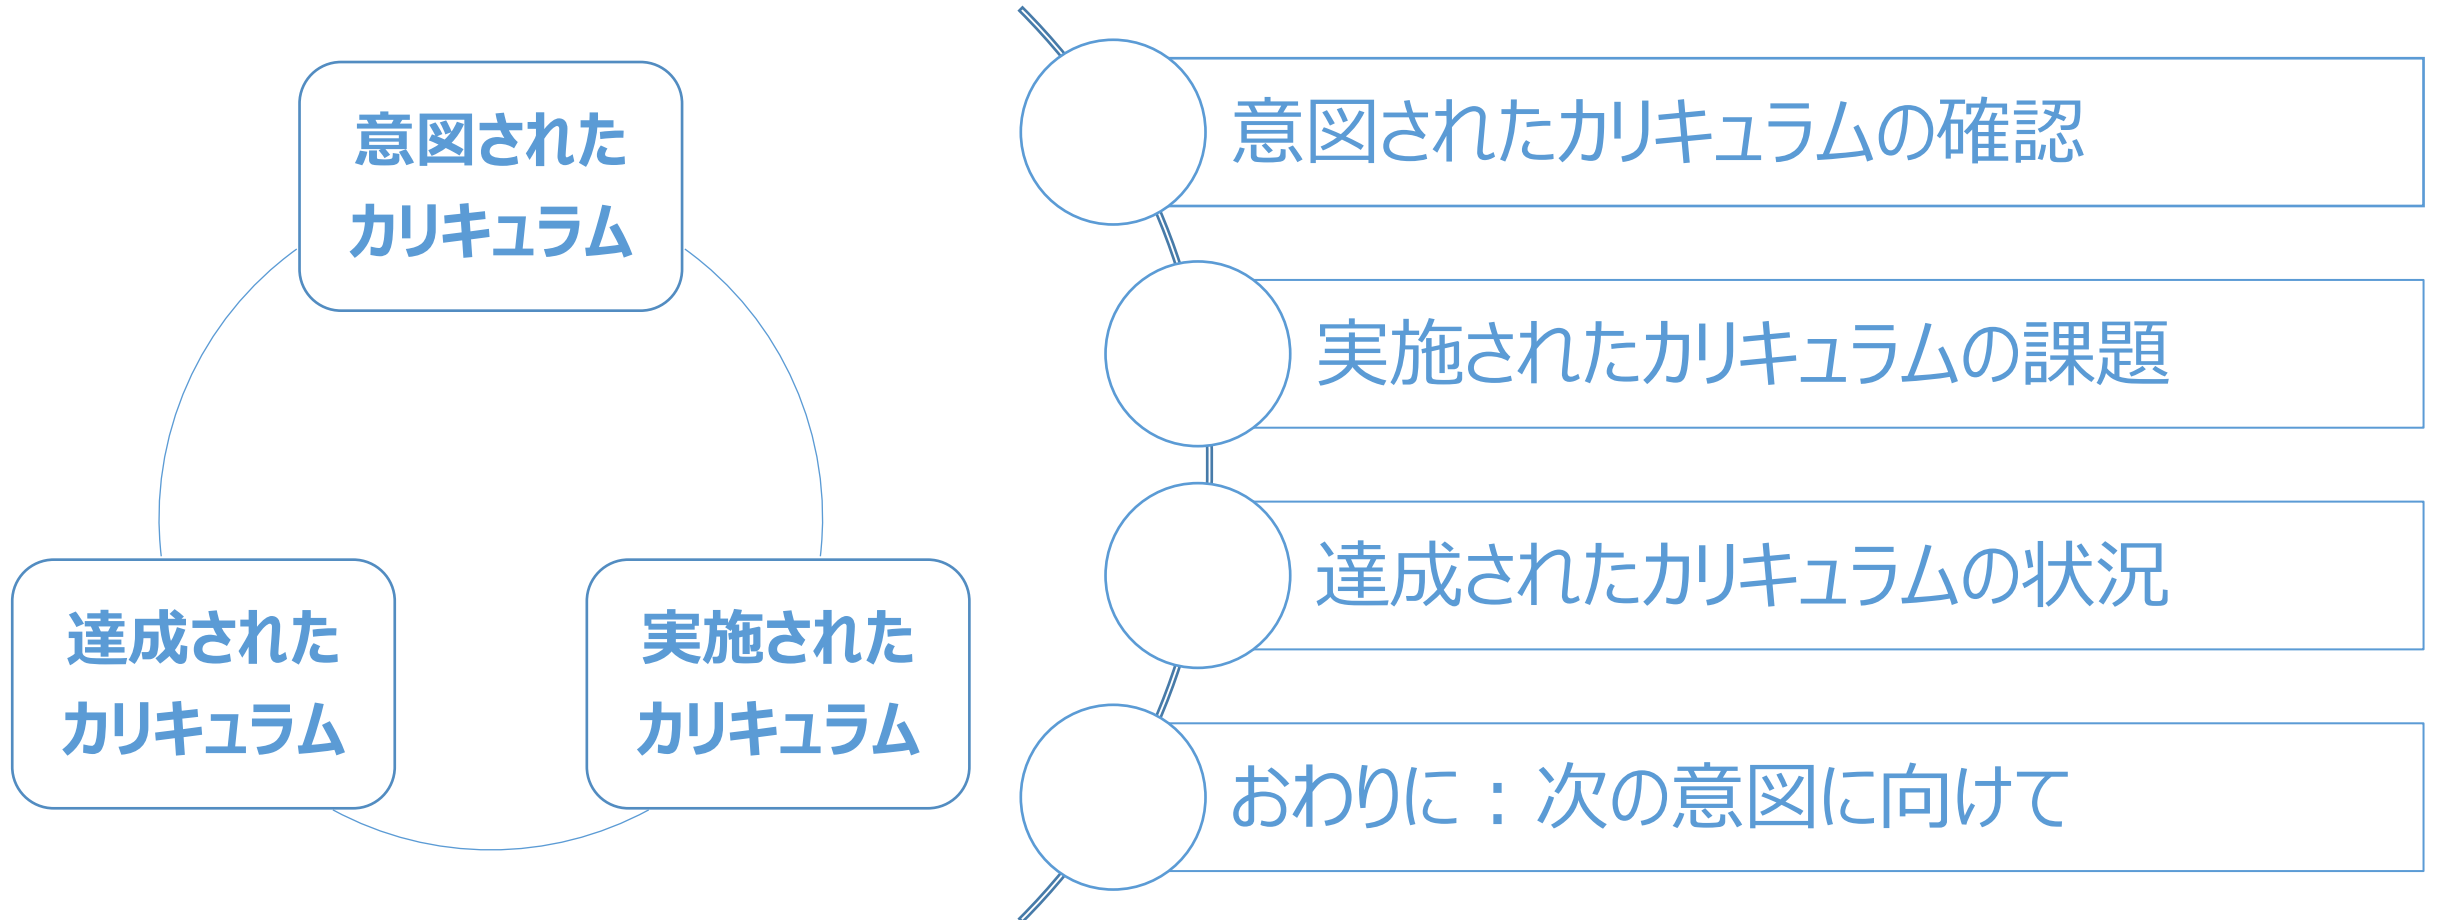 意図された
カリキュラム
達成された
カリキュラム
実施された
カリキュラム
意図されたカリキュラムの確認
実施されたカリキュラムの課題
達成されたカリキュラムの状況
おわりに：次の意図に向けて